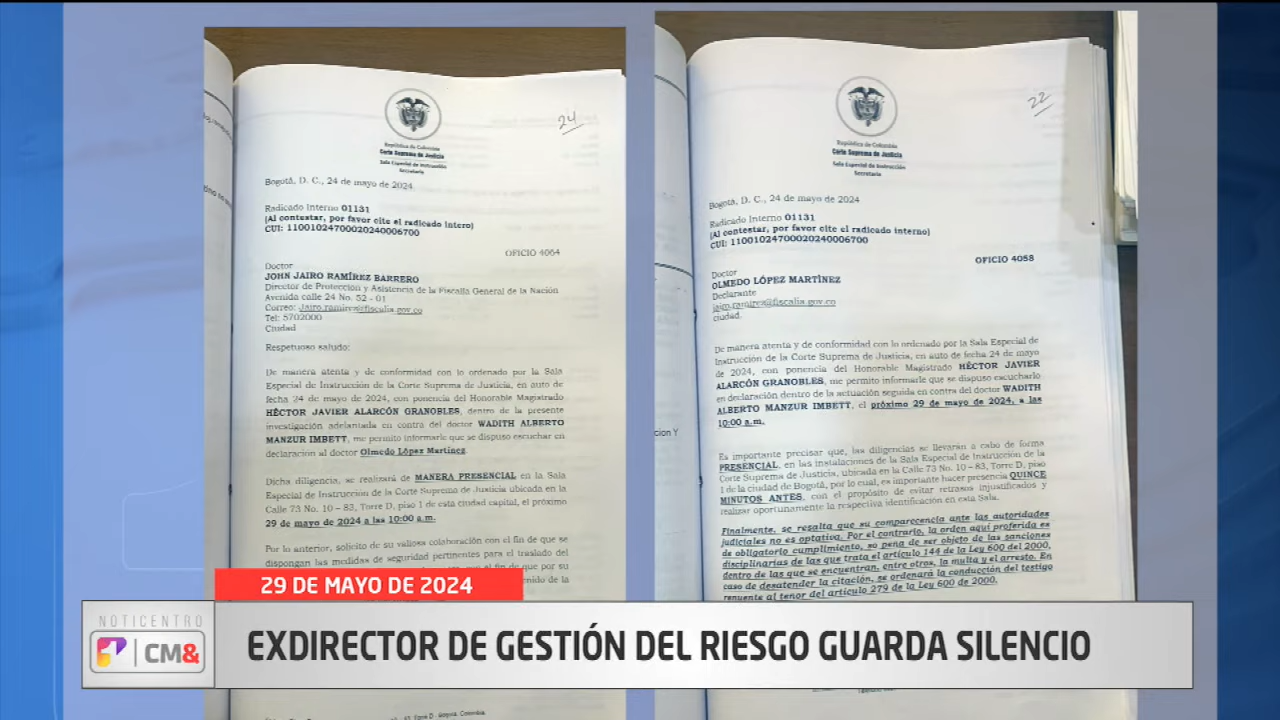 24
República de Colombia
Corte Suprema de Justicia
Sala Especial de Instrucción
Secretaría
Bogotá, D. C., 24 de mayo de 2024
Radicado Interno 01131
(Al contestar, por favor cite el radicado intero)
CUI: 11001024700020240006700
OFICIO 4064
Doctor
JOHN JAIRO RAMÍREZ BARRERO
Director de Protección y Asistencia de la Fiscalía General de la Nación
Avenida calle 24 No. 52 - 01
Correo: Jairo.ramirea@fiscalia.gov.co
Tel: 5702000
Ciudad
Respetuoso saludo:
De manera atenta y de conformidad con lo ordenado por la Sala
Especial de Instrucción de la Corte Suprema de Justicia, en auto de
fecha 24 de mayo de 2024, con ponencia del Honorable Magistrado
HÉCTOR JAVIER ALARCÓN GRANOBLES, dentro de la presente
investigación adelantada en contra del doctor WADITH ALBERTO
MANZUR IMBETT, me permito informarle que se dispuso escuchar en
declaración al doctor Olmedo López Martínez.
Dicha diligencia, se realizará de MANERA PRESENCIAL en la Sala
Especial de Instrucción de la Corte Suprema de Justicia ubicada en la
Calle 73 No. 10 – 83, Torre D, piso 1 de esta ciudad capital, el próximo
29 de mayo de 2024 a las 10:00 a.m.
Por lo anterior, solicito de su valiosa colaboración con el fin de que se
dispongan las medidas de seguridad pertinentes para el traslado del
22
República de Colombia
Corte Suprema de Justicia
Sala Especial de Instrucción
Secretaría
Bogotá, D. C., 24 de mayo de 2024
Radicado Interno 01131
(Al contestar, por favor cite el radicado interno)
CUI: 11001024700020240006700
OFICIO 4058
Doctor
OLMEDO LÓPEZ MARTÍNEZ
Declarante
jairo.ramirea@fiscalia.gov.co
ciudad.
De manera atenta y de conformidad con lo ordenado por la Sala Especial de
Instrucción de la Corte Suprema de Justicia, en auto de fecha 24 de mayo
de 2024, con ponencia del Honorable Magistrado HÉCTOR JAVIER
ALARCÓN GRANOBLES, me permito informarle que se dispuso escucharlo
en declaración dentro de la actuación seguida en contra del doctor WADITH
ALBERTO MANZUR IMBETT, el próximo 29 de mayo de 2024, a las
10:00 a.m.
Es importante precisar que, las diligencias se llevarán a cabo de forma
PRESENCIAL, en las instalaciones de la Sala Especial de Instrucción de la
Corte Suprema de Justicia, ubicada en la Calle 73 No. 10 – 83, Torre D, piso
1 de la ciudad de Bogotá, por lo cual, es importante hacer presencia QUINCE
MINUTOS ANTES, con el propósito de evitar retrasos injustificados y
realizar oportunamente la respectiva identificación en esta Sala.
Finalmente, se resalta que su comparecencia ante las autoridades
judiciales no es optativa. Por el contrario, la orden aquí proferida es
de obligatorio cumplimiento, so pena de ser objeto de las sanciones
disciplinarias de las que trata el artículo 144 de la Ley 600 del 2000,
dentro de las que se encuentran, entre otros, la multa y el arresto. En
caso de desatender la citación, se ordenará la conducción del testigo
renuente al tenor del artículo 279 de la Ley 600 de 2000.
29 DE MAYO DE 2024
NOTICENTRO
CM&
EXDIRECTOR DE GESTIÓN DEL RIESGO GUARDA SILENCIO